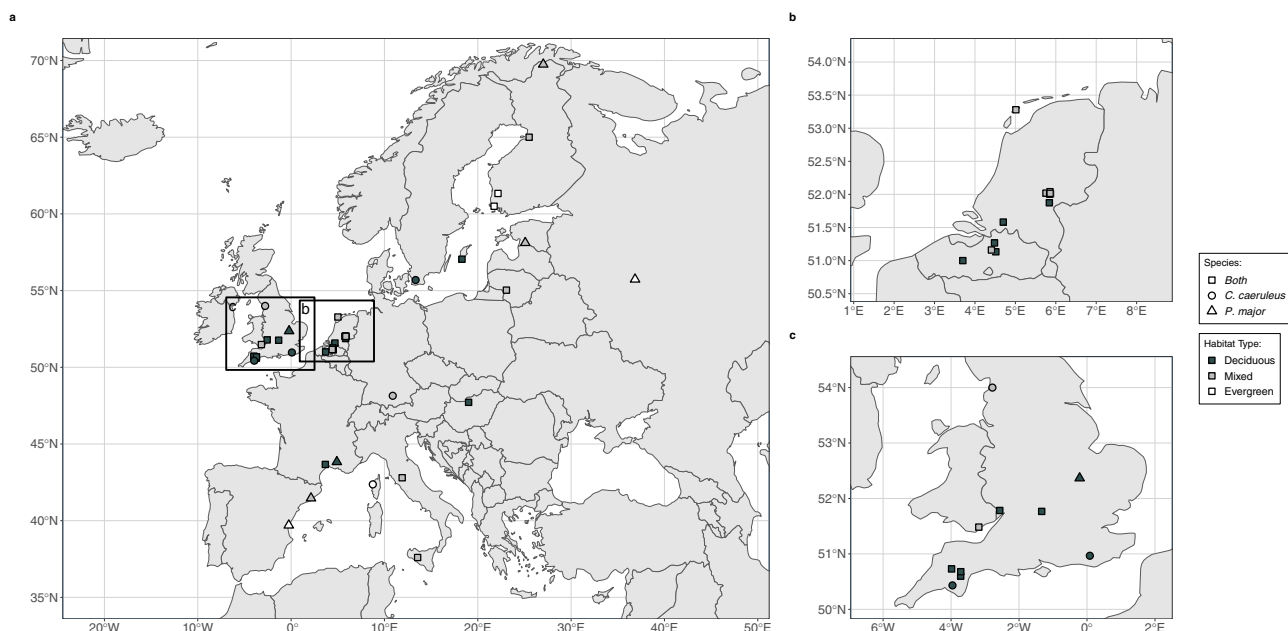 a
70°N
65°N
60°N
55°N
50°N
45°N
40°N
35°N
20°W
10°W
0°
10°E
20°E
30°E
40°E
50°E
c
b
b
54.0°N
53.5°N
53.0°N
52.5°N
52.0°N
51.5°N
51.0°N
50.5°N
1°E
2°E
3°E
4°E
5°E
6°E
7°E
8°E
c
54°N
53°N
52°N
51°N
50°N
6°W
4°W
2°W
0°
2°E
Species:
Both
C. caeruleus
P. major
Habitat Type:
Deciduous
Mixed
Evergreen